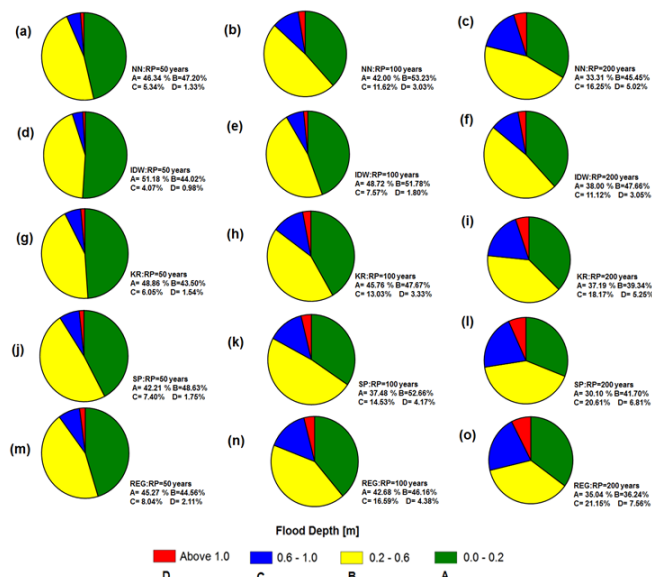 (a)
NN:RP=50 years
A= 46.34 % B=47.20%
C= 5.34% D= 1.33%
(b)
NN:RP=100 years
A= 42.00 % B=53.23%
C= 11.62% D= 3.03%
(c)
NN:RP=200 years
A= 33.31 % B=45.45%
C= 16.25% D= 5.02%
(d)
IDW:RP=50 years
A= 51.18 % B=44.02%
C= 4.07% D= 0.98%
(e)
IDW:RP=100 years
A= 48.72 % B=51.78%
C= 7.57% D= 1.80%
(f)
IDW:RP=200 years
A= 38.00 % B=47.66%
C= 11.12% D= 3.05%
(g)
KR:RP=50 years
A= 48.86 % B=43.50%
C= 6.05% D= 1.54%
(h)
KR:RP=100 years
A= 45.76 % B=47.67%
C= 13.03% D= 3.33%
(i)
KR:RP=200 years
A= 37.19 % B=39.34%
C= 18.17% D= 5.25%
(j)
SP:RP=50 years
A= 42.21 % B=48.63%
C= 7.40% D= 1.75%
(k)
SP:RP=100 years
A= 37.48 % B=52.66%
C= 14.53% D= 4.17%
(l)
SP:RP=200 years
A= 30.10 % B=41.70%
C= 20.61% D= 6.81%
(m)
REG:RP=50 years
A= 45.27 % B=44.56%
C= 8.04% D= 2.11%
(n)
REG:RP=100 years
A= 42.68 % B=46.16%
C= 16.59% D= 4.38%
(o)
REG:RP=200 years
A= 35.04 % B=36.24%
C= 21.15% D= 7.56%
Flood Depth [m]
Above 1.0 0.6 - 1.0 0.2 - 0.6 0.0 - 0.2
D C B A